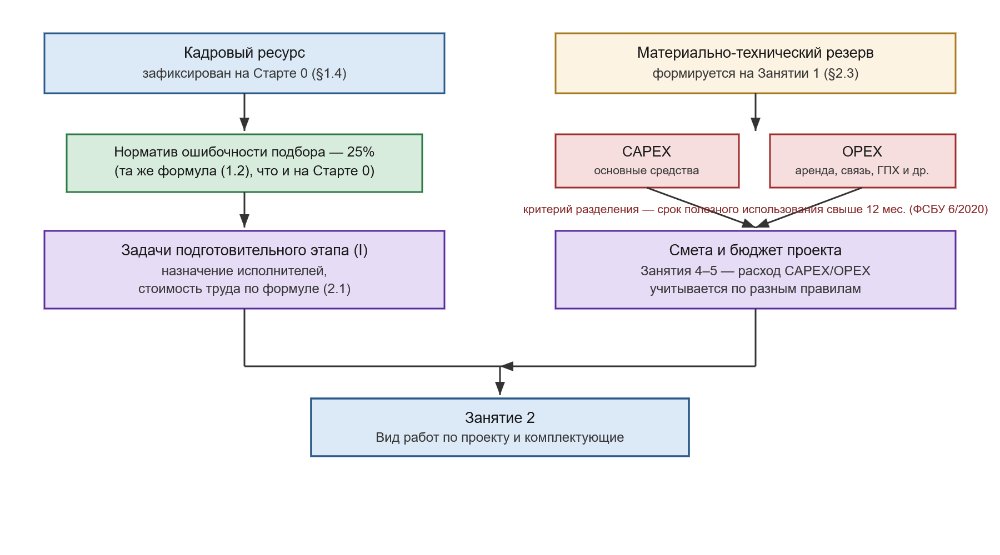 Кадровый ресурс
зафиксирован на Старте 0 (§1.4)
Материально-технический резерв
формируется на Занятии 1 (§2.3)
Норматив ошибочности подбора — 25%
(та же формула (1.2), что и на Старте 0)
CAPEX
основные средства
OPEX
аренда, связь, ГПХ и др.
критерий разделения — срок полезного использования свыше 12 мес. (ФСБУ 6/2020)
Задачи подготовительного этапа (I)
назначение исполнителей,
стоимость труда по формуле (2.1)
Смета и бюджет проекта
Занятия 4–5 — расход CAPEX/OPEX
учитывается по разным правилам
Занятие 2
Вид работ по проекту и комплектующие